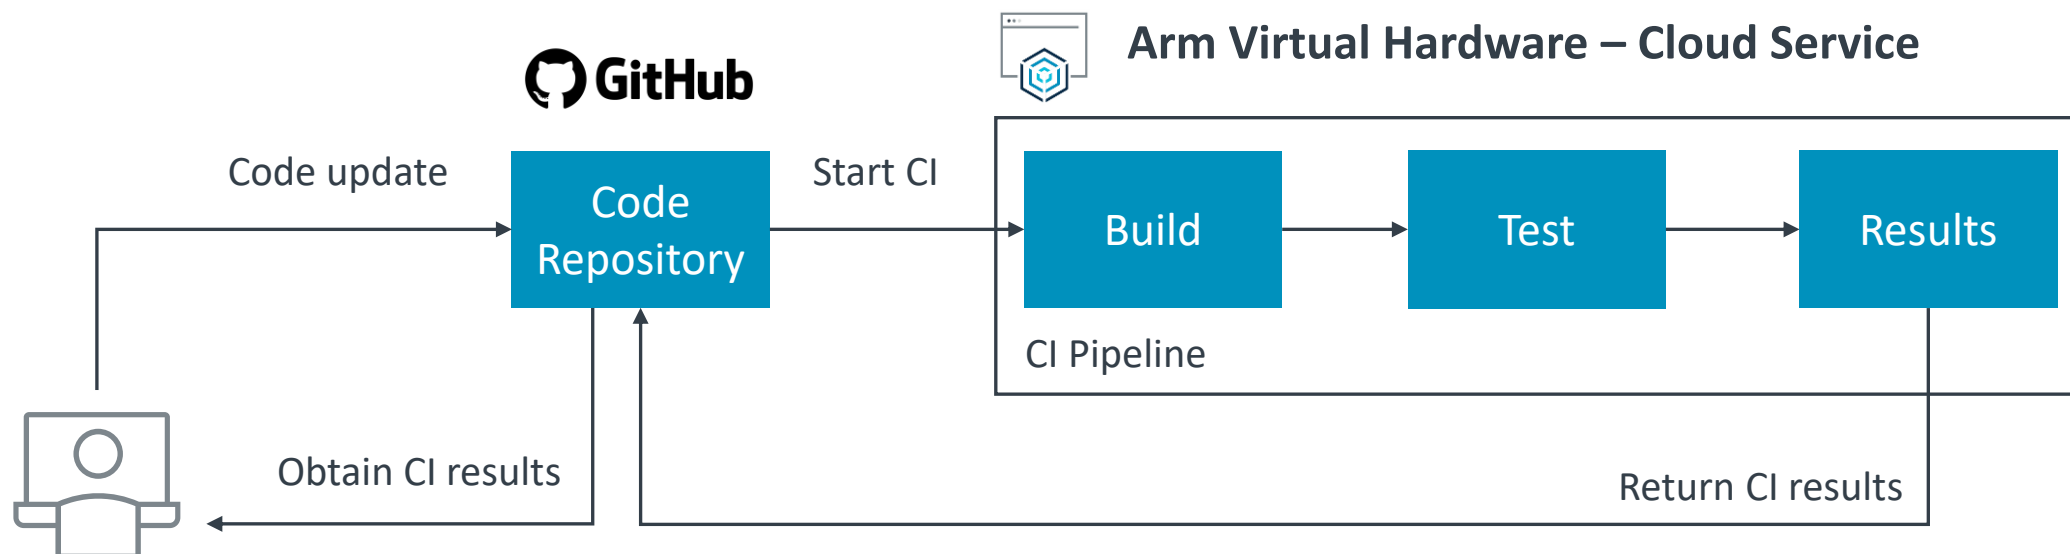 Arm Virtual Hardware – Cloud Service
GitHub
Code update
Code
Repository
Start CI
Build
Test
Results
CI Pipeline
Obtain CI results
Return CI results